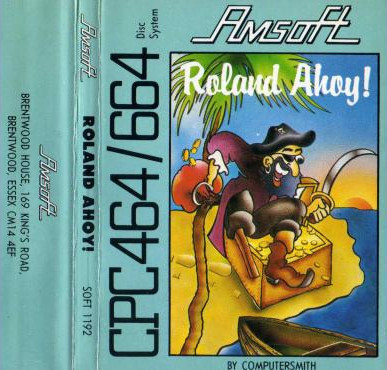 Amsoft
BRENTWOOD HOUSE, 169 KING'S ROAD,
BRENTWOOD, ESSEX CM14 4EF
Amsoft
ROLAND AHOY!
SOFT 1192
CPC464/664
Disc
System
Amsoft
Roland Ahoy!
BY COMPUTERSMITH